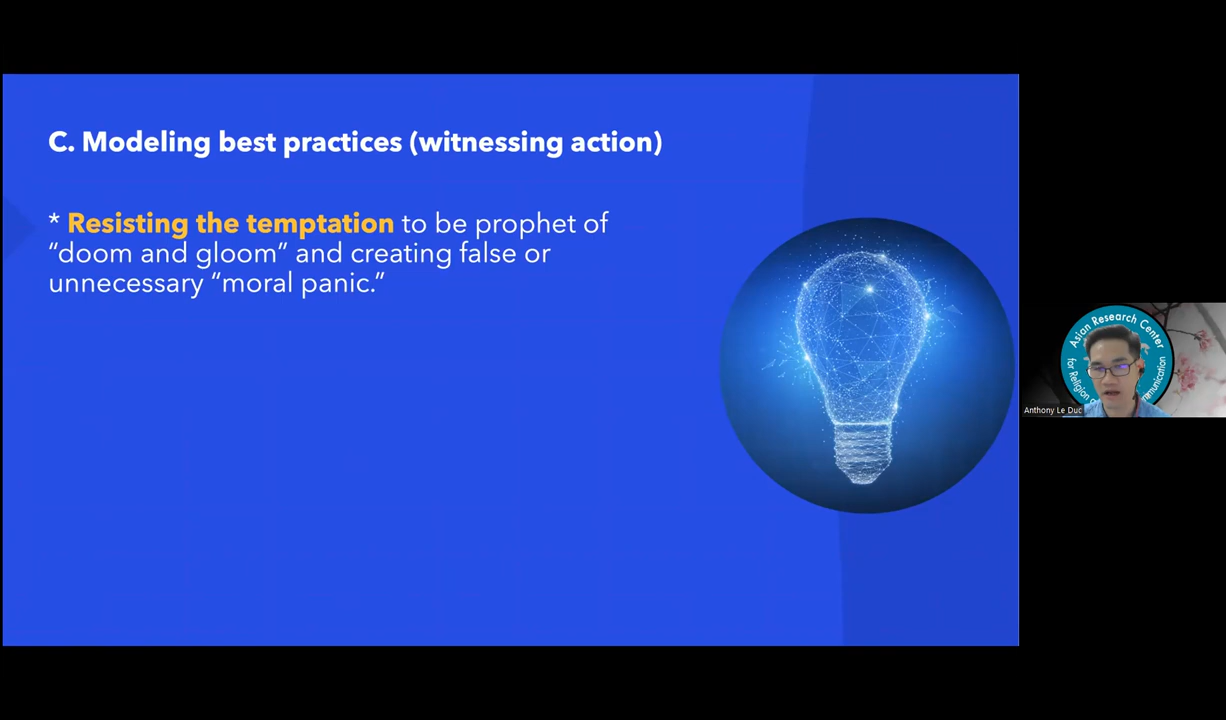 C. Modeling best practices (witnessing action)
* Resisting the temptation to be prophet of
“doom and gloom” and creating false or
unnecessary “moral panic.”
Asian Research Center
for Religion
Anthony Le Duc